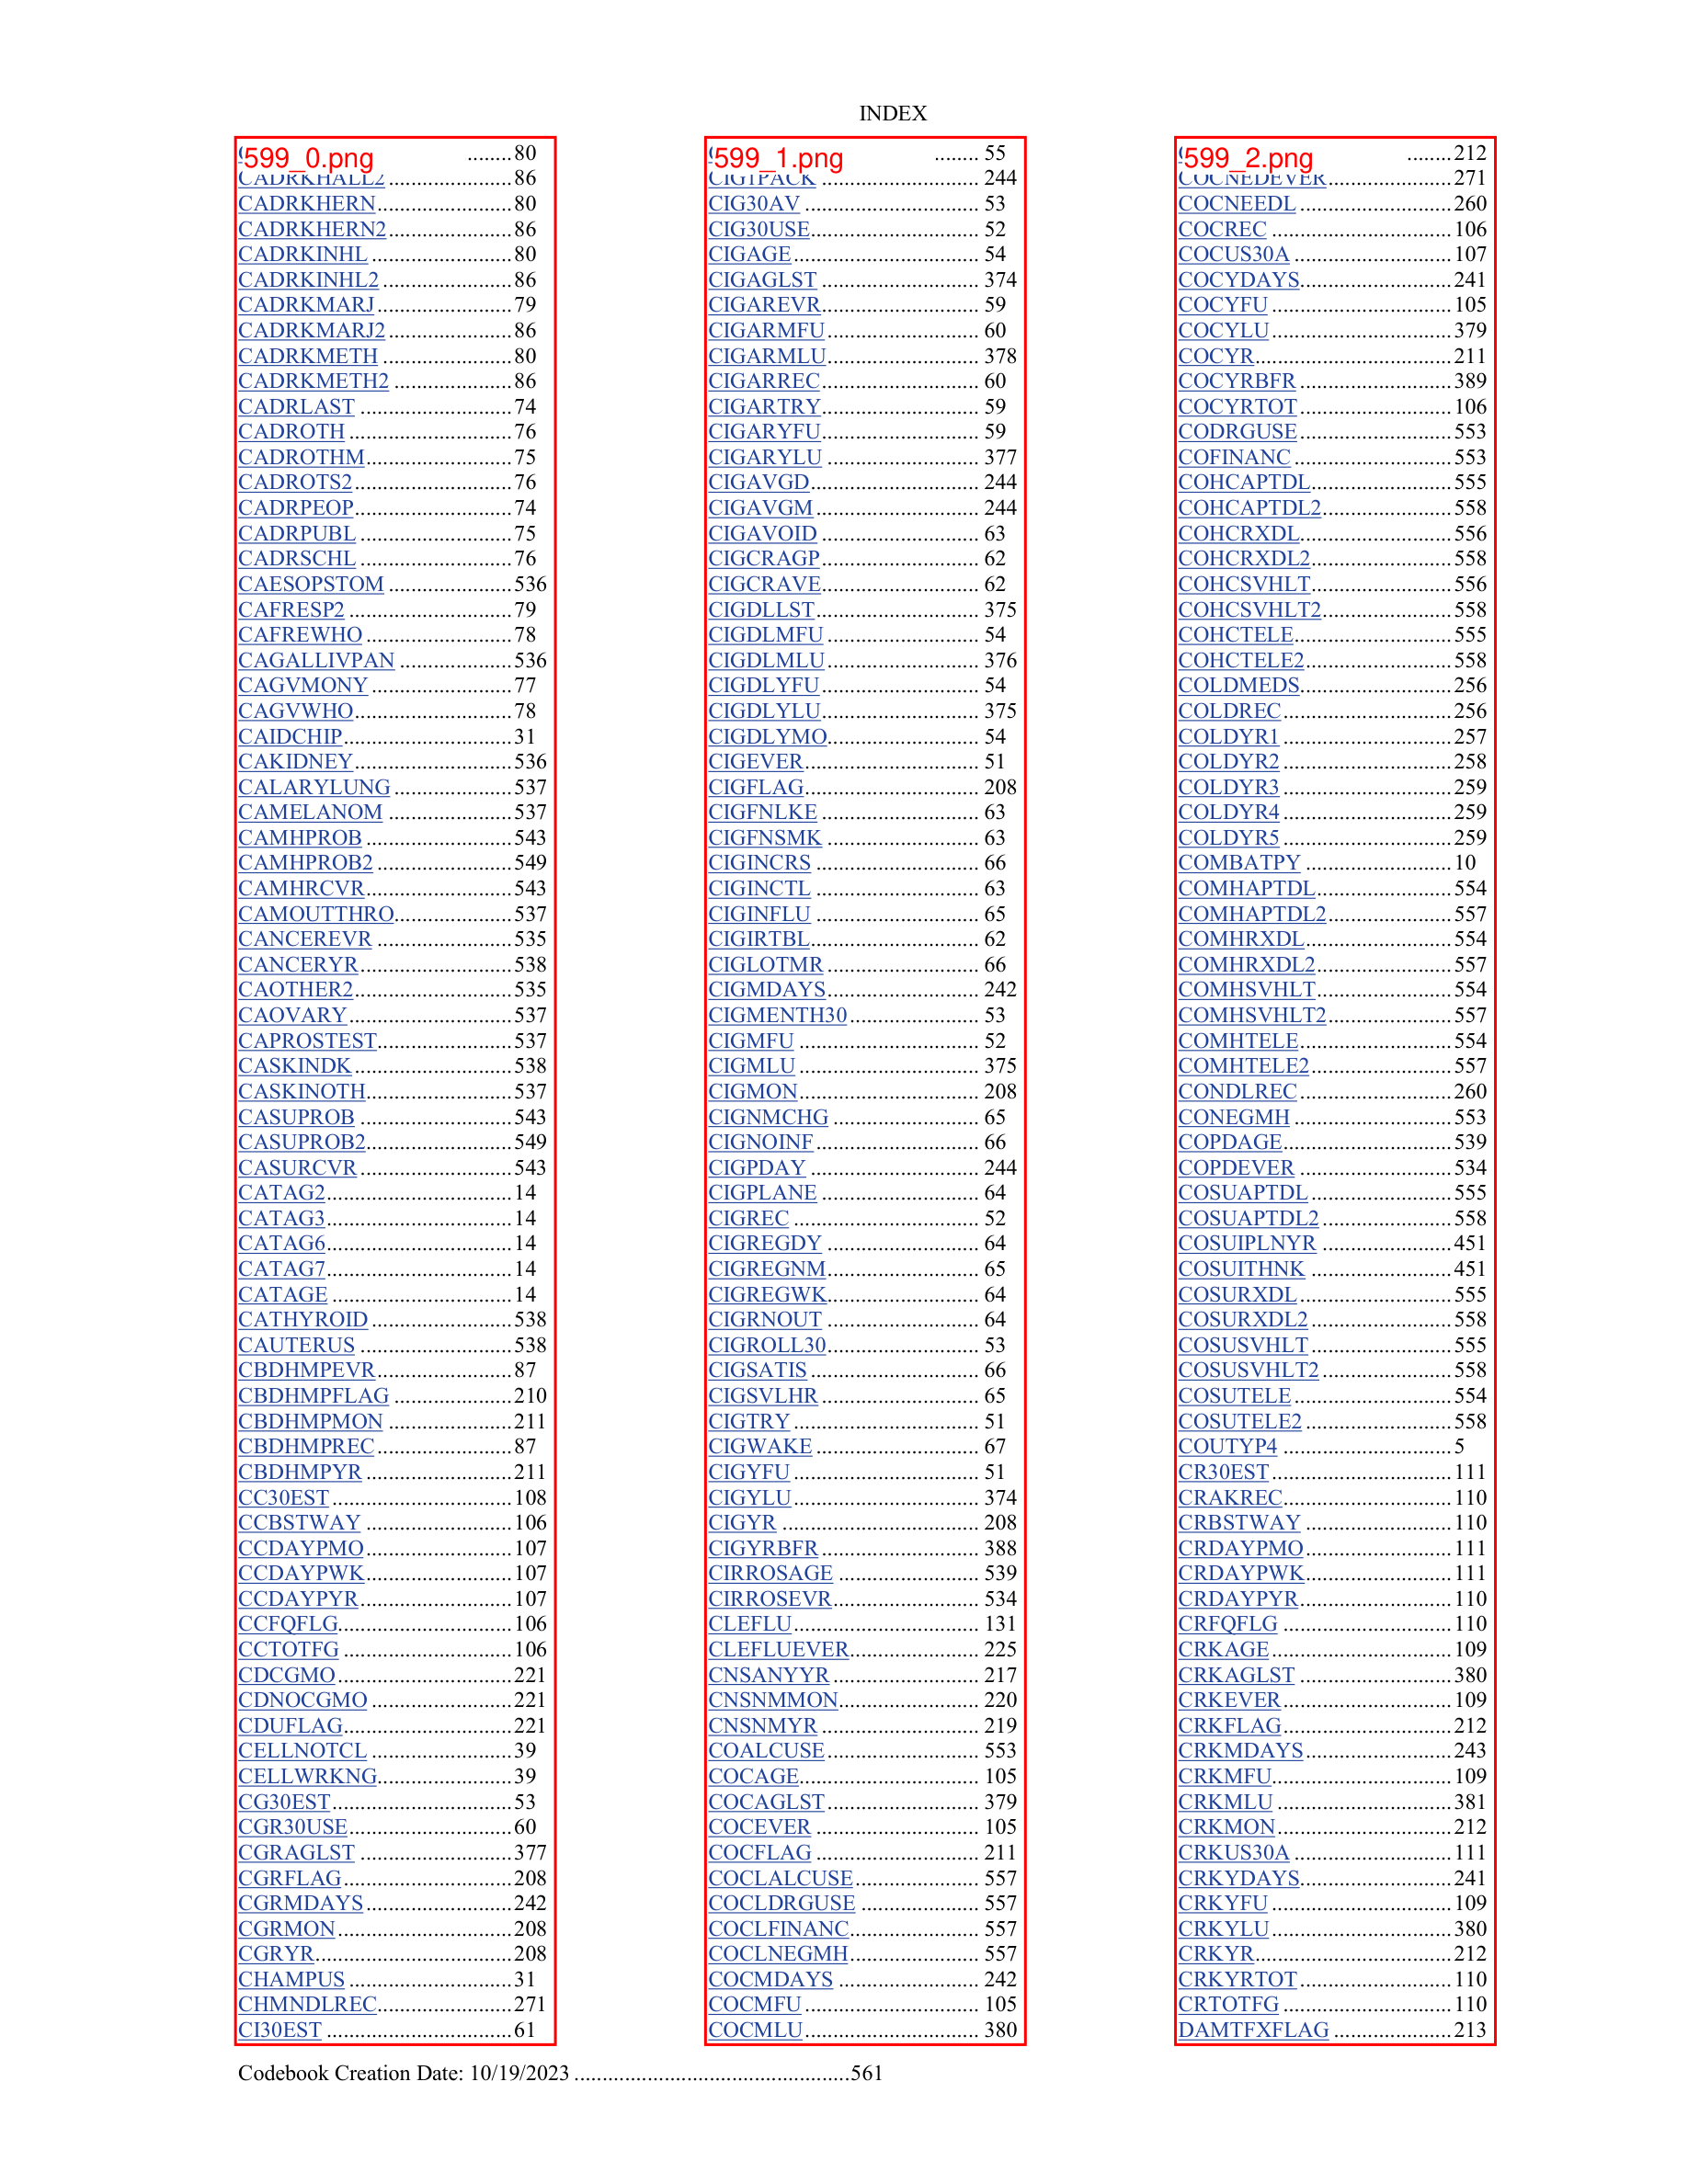 INDEX
599_0.png ........80
CADRKHALL2 ......................86
CADRKHERN........................80
CADRKHERN2......................86
CADRKINHL .........................80
CADRKINHL2 .......................86
CADRKMARJ........................79
CADRKMARJ2 ......................86
CADRKMETH .......................80
CADRKMETH2 .....................86
CADRLAST ...........................74
CADROTH .............................76
CADROTHM..........................75
CADROTS2............................76
CADRPEOP............................74
CADRPUBL ...........................75
CADRSCHL ...........................76
CAESOPSTOM ......................536
CAFRESP2 .............................79
CAFREWHO ..........................78
CAGALLIVPAN ....................536
CAGVMONY .........................77
CAGVWHO............................78
CAIDCHIP..............................31
CAKIDNEY............................536
CALARYLUNG .....................537
CAMELANOM ......................537
CAMHPROB ..........................543
CAMHPROB2 ........................549
CAMHRCVR..........................543
CAMOUTTHRO.....................537
CANCEREVR ........................535
CANCERYR...........................538
CAOTHER2............................535
CAOVARY.............................537
CAPROSTEST........................537
CASKINDK............................538
CASKINOTH..........................537
CASUPROB ...........................543
CASUPROB2..........................549
CASURCVR...........................543
CATAG2.................................14
CATAG3.................................14
CATAG6.................................14
CATAG7.................................14
CATAGE ................................14
CATHYROID .........................538
CAUTERUS ............................538
CBDHMPEVR........................87
CBDHMPFLAG .....................210
CBDHMPMON ......................211
CBDHMPREC........................87
CBDHMPYR ..........................211
CC30EST ................................108
CCBSTWAY ..........................106
CCDAYPMO..........................107
CCDAYPWK..........................107
CCDAYPYR...........................107
CCFQFLG...............................106
CCTOTFG ..............................106
CDCGMO...............................221
CDNOCGMO .........................221
CDUFLAG..............................221
CELLNOTCL .........................39
CELLWRKNG........................39
CG30EST................................53
CGR30USE.............................60
CGRAGLST ...........................377
CGRFLAG..............................208
CGRMDAYS ..........................242
CGRMON...............................208
CGRYR...................................208
CHAMPUS .............................31
CHMNDLREC........................271
CI30EST .................................61
599_1.png ........ 55
CIG1PACK ............................ 244
CIG30AV ............................... 53
CIG30USE.............................. 52
CIGAGE ................................. 54
CIGAGLST ............................ 374
CIGAREVR............................ 59
CIGARMFU........................... 60
CIGARMLU........................... 378
CIGARREC............................ 60
CIGARTRY............................ 59
CIGARYFU............................ 59
CIGARYLU ........................... 377
CIGAVGD.............................. 244
CIGAVGM ............................. 244
CIGAVOID ............................ 63
CIGCRAGP............................ 62
CIGCRAVE............................ 62
CIGDLLST............................. 375
CIGDLMFU ........................... 54
CIGDLMLU........................... 376
CIGDLYFU............................ 54
CIGDLYLU............................ 375
CIGDLYMO........................... 54
CIGEVER............................... 51
CIGFLAG............................... 208
CIGFNLKE ............................ 63
CIGFNSMK ........................... 63
CIGINCRS ............................. 66
CIGINCTL ............................. 63
CIGINFLU ............................. 65
CIGIRTBL.............................. 62
CIGLOTMR ........................... 66
CIGMDAYS........................... 242
CIGMENTH30....................... 53
CIGMFU ................................ 52
CIGMLU ................................ 375
CIGMON................................ 208
CIGNMCHG .......................... 65
CIGNOINF............................. 66
CIGPDAY .............................. 244
CIGPLANE ............................ 64
CIGREC ................................. 52
CIGREGDY ........................... 64
CIGREGNM........................... 65
CIGREGWK........................... 64
CIGRNOUT ........................... 64
CIGROLL30........................... 53
CIGSATIS .............................. 66
CIGSVLHR ............................ 65
CIGTRY ................................. 51
CIGWAKE ............................. 67
CIGYFU ................................. 51
CIGYLU................................. 374
CIGYR ................................... 208
CIGYRBFR............................ 388
CIRROSAGE ......................... 539
CIRROSEVR.......................... 534
CLEFLU................................. 131
CLEFLUEVER....................... 225
CNSANYYR .......................... 217
CNSNMMON......................... 220
CNSNMYR ............................ 219
COALCUSE........................... 553
COCAGE................................ 105
COCAGLST........................... 379
COCEVER ............................. 105
COCFLAG ............................. 211
COCLALCUSE...................... 557
COCLDRGUSE ..................... 557
COCLFINANC....................... 557
COCLNEGMH....................... 557
COCMDAYS ......................... 242
COCMFU ............................... 105
COCMLU............................... 380
599_2.png ........212
COCNEDEVER......................271
COCNEEDL ...........................260
COCREC ................................106
COCUS30A ............................107
COCYDAYS...........................241
COCYFU ................................105
COCYLU................................379
COCYR...................................211
COCYRBFR ...........................389
COCYRTOT ...........................106
CODRGUSE ...........................553
COFINANC ............................553
COHCAPTDL.........................555
COHCAPTDL2.......................558
COHCRXDL...........................556
COHCRXDL2.........................558
COHCSVHLT.........................556
COHCSVHLT2.......................558
COHCTELE............................555
COHCTELE2..........................558
COLDMEDS...........................256
COLDREC..............................256
COLDYR1 ..............................257
COLDYR2 ..............................258
COLDYR3 ..............................259
COLDYR4 ..............................259
COLDYR5 ..............................259
COMBATPY ..........................10
COMHAPTDL........................554
COMHAPTDL2......................557
COMHRXDL..........................554
COMHRXDL2........................557
COMHSVHLT........................554
COMHSVHLT2......................557
COMHTELE...........................554
COMHTELE2.........................557
CONDLREC ...........................260
CONEGMH ............................553
COPDAGE..............................539
COPDEVER ...........................534
COSUAPTDL .........................555
COSUAPTDL2 .......................558
COSUIPLNYR .......................451
COSUITHNK .........................451
COSURXDL ...........................555
COSURXDL2 .........................558
COSUSVHLT .........................555
COSUSVHLT2 .......................558
COSUTELE............................554
COSUTELE2 ..........................558
COUTYP4 ..............................5
CR30EST................................111
CRAKREC..............................110
CRBSTWAY ..........................110
CRDAYPMO..........................111
CRDAYPWK..........................111
CRDAYPYR...........................110
CRFQFLG ..............................110
CRKAGE................................109
CRKAGLST ...........................380
CRKEVER..............................109
CRKFLAG..............................212
CRKMDAYS..........................243
CRKMFU................................109
CRKMLU ...............................381
CRKMON...............................212
CRKUS30A ............................111
CRKYDAYS...........................241
CRKYFU ................................109
CRKYLU................................380
CRKYR...................................212
CRKYRTOT ...........................110
CRTOTFG ..............................110
DAMTFXFLAG .....................213
Codebook Creation Date: 10/19/2023 .................................................561